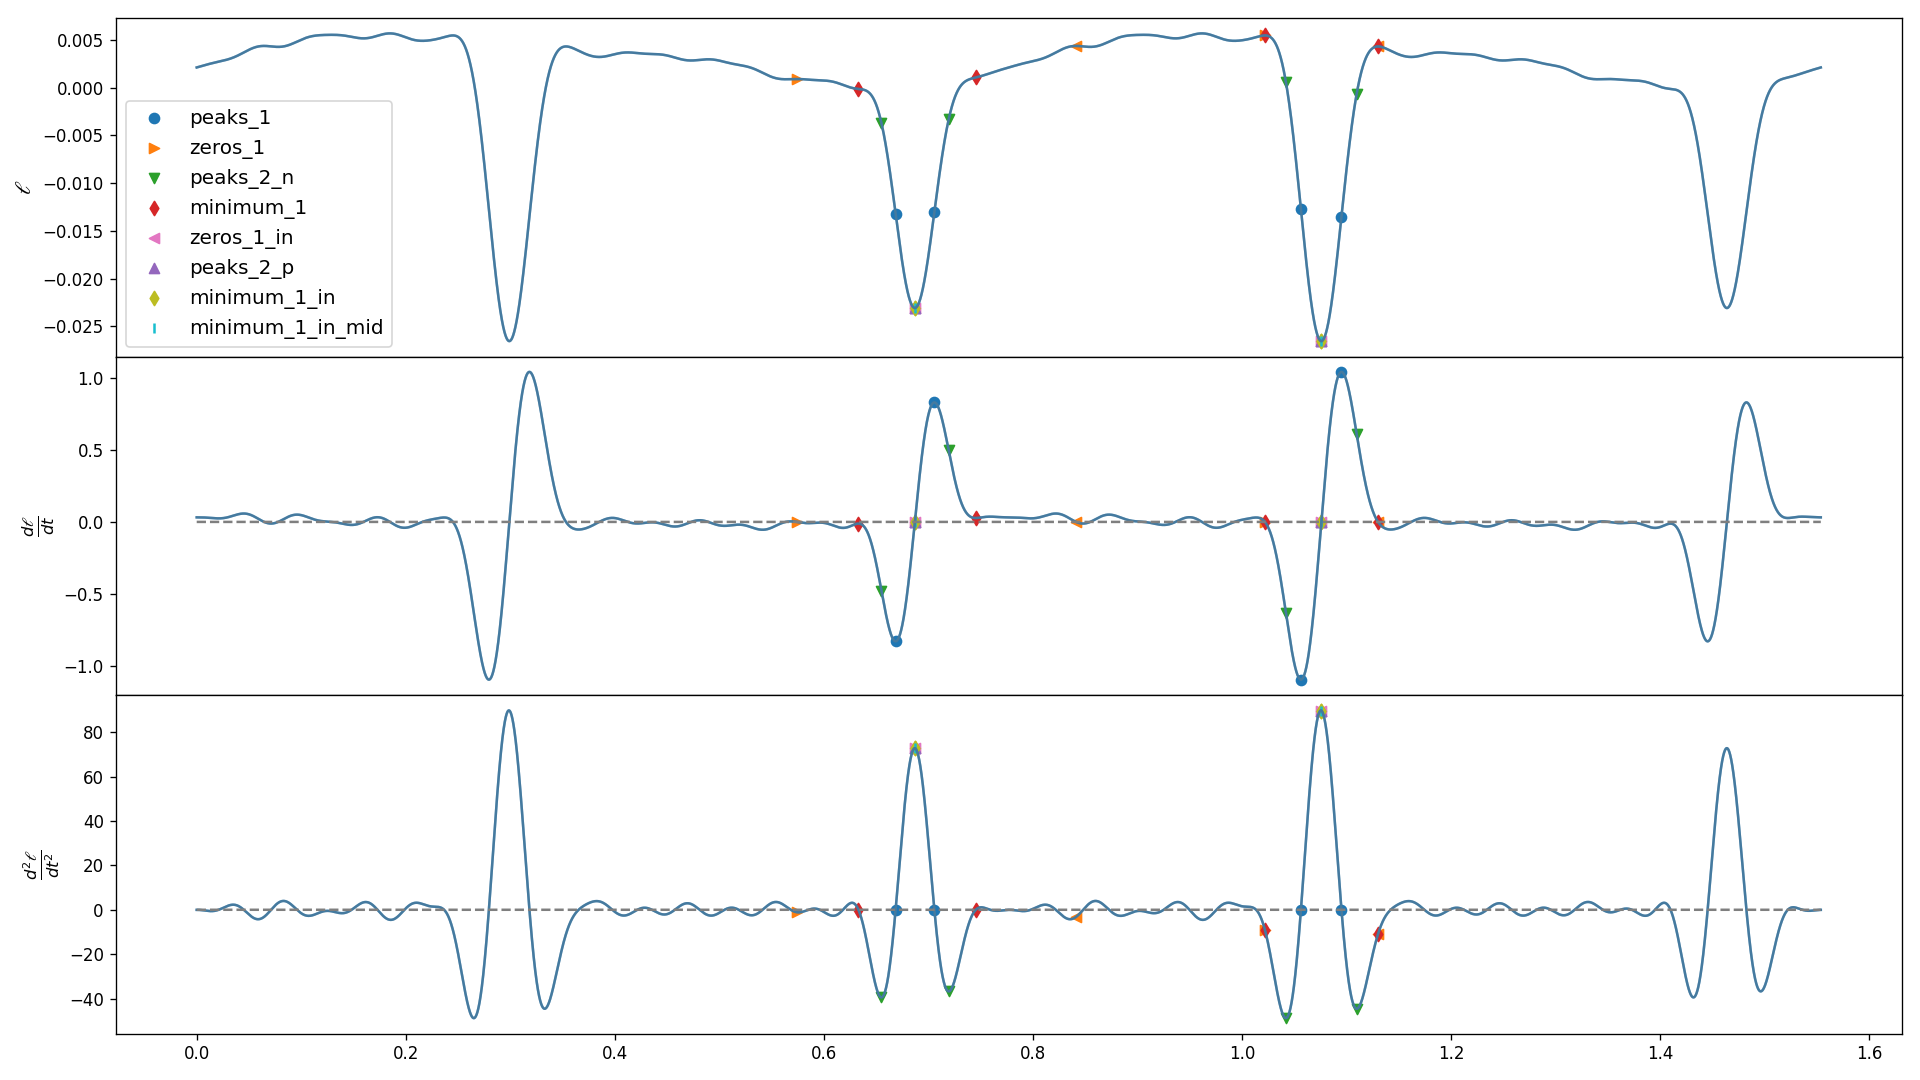 0.005
0.000
−0.005
−0.010
−0.015
−0.020
−0.025
ℓ
peaks_1
zeros_1
peaks_2_n
minimum_1
zeros_1_in
peaks_2_p
minimum_1_in
minimum_1_in_mid
1.0
0.5
0.0
−0.5
−1.0
dℓ
dt
80
60
40
20
0
−20
−40
d²ℓ
dt²
0.0 0.2 0.4 0.6 0.8 1.0 1.2 1.4 1.6